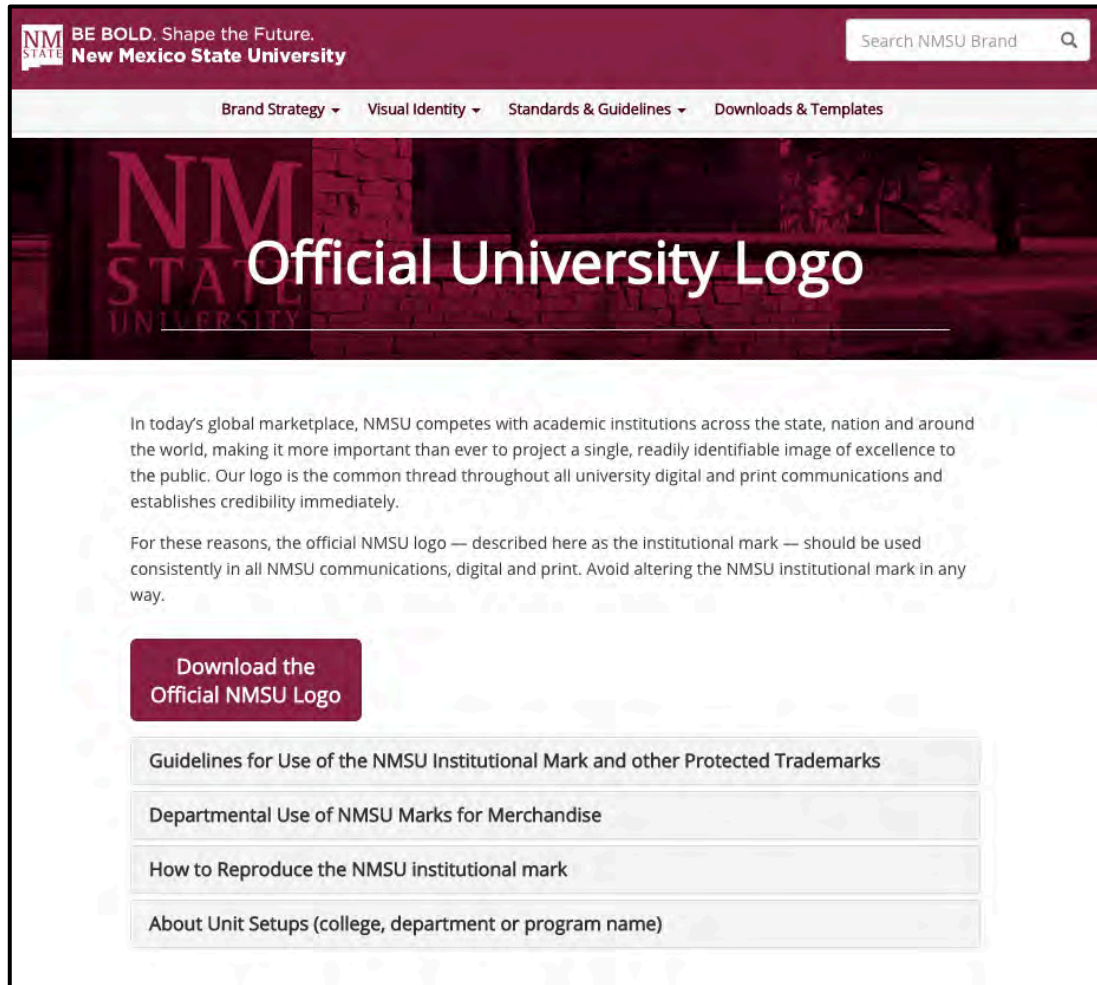 NM
STATE
BE BOLD. Shape the Future.
New Mexico State University
Search NMSU Brand
Brand Strategy
Visual Identity
Standards & Guidelines
Downloads & Templates
NM
STATE
UNIVERSITY
Official University Logo
In today’s global marketplace, NMSU competes with academic institutions across the state, nation and around
the world, making it more important than ever to project a single, readily identifiable image of excellence to
the public. Our logo is the common thread throughout all university digital and print communications and
establishes credibility immediately.
For these reasons, the official NMSU logo — described here as the institutional mark — should be used
consistently in all NMSU communications, digital and print. Avoid altering the NMSU institutional mark in any
way.
Download the
Official NMSU Logo
Guidelines for Use of the NMSU Institutional Mark and other Protected Trademarks
Departmental Use of NMSU Marks for Merchandise
How to Reproduce the NMSU institutional mark
About Unit Setups (college, department or program name)